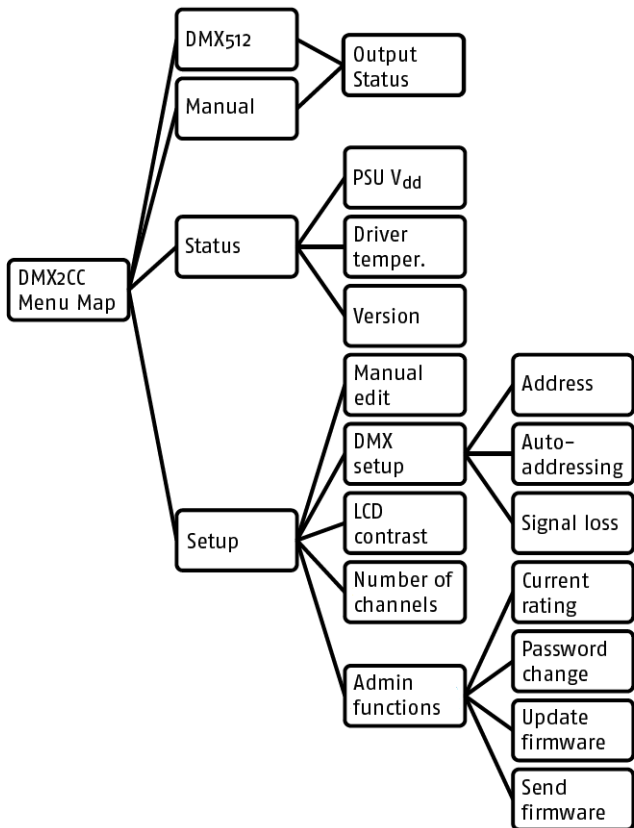 DMX512
Manual
Output
Status
Status
PSU Vdd
Driver
temper.
Version
DMX2CC
Menu Map
Setup
Manual
edit
DMX
setup
LCD
contrast
Number of
channels
Admin
functions
Address
Auto-
addressing
Signal loss
Current
rating
Password
change
Update
firmware
Send
firmware